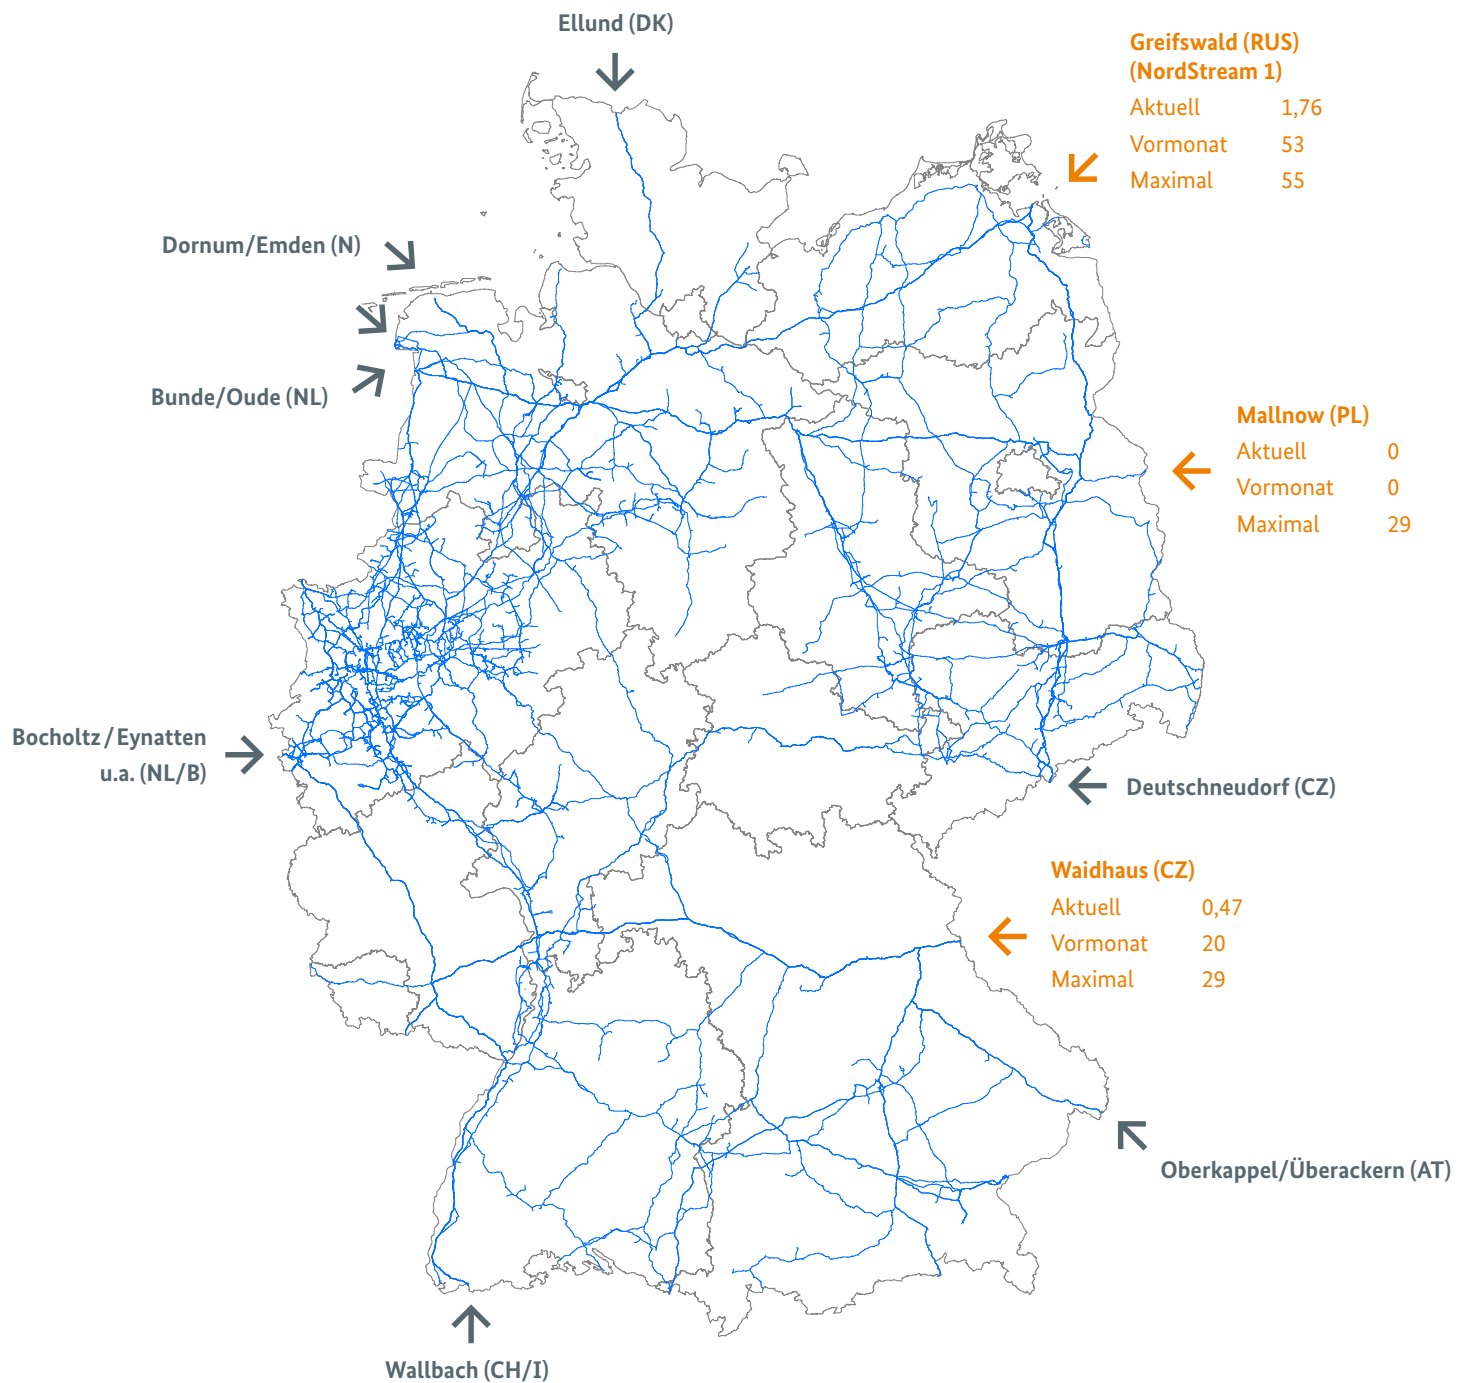 Ellund (DK)
Greifswald (RUS)
(NordStream 1)
Aktuell 1,76
Vormonat 53
Maximal 55
Dornum/Emden (N)
Bunde/Oude (NL)
Mallnow (PL)
Aktuell 0
Vormonat 0
Maximal 29
Bocholtz / Eynatten
u.a. (NL/B)
Deutschneudorf (CZ)
Waidhaus (CZ)
Aktuell 0,47
Vormonat 20
Maximal 29
Oberkappel/Überackern (AT)
Wallbach (CH/I)